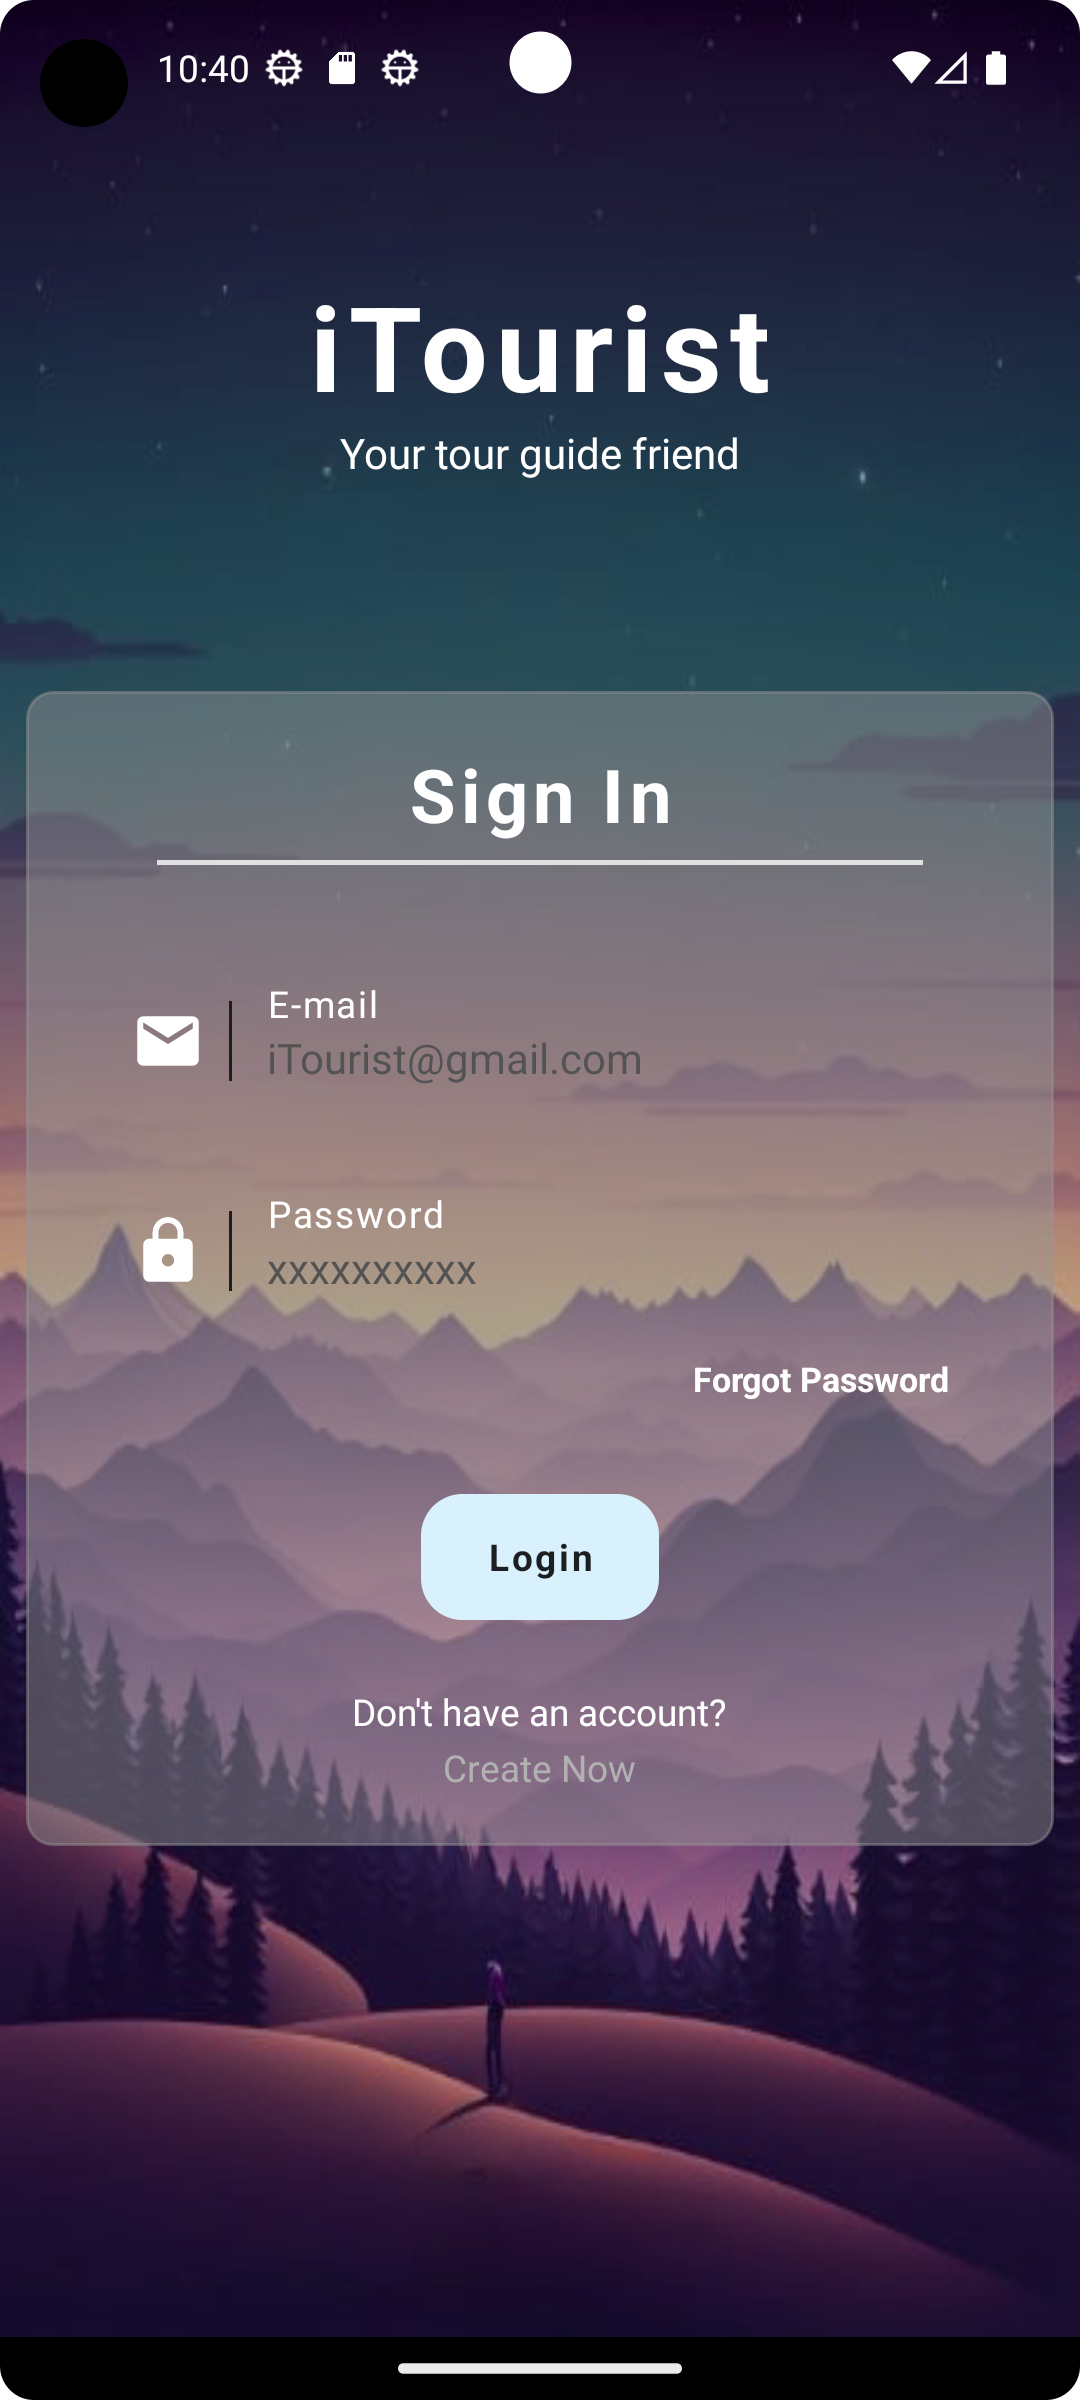 10:40
iTourist
Your tour guide friend
Sign In
E-mail
iTourist@gmail.com
Password
xxxxxxxxxx
Forgot Password
Login
Don't have an account?
Create Now